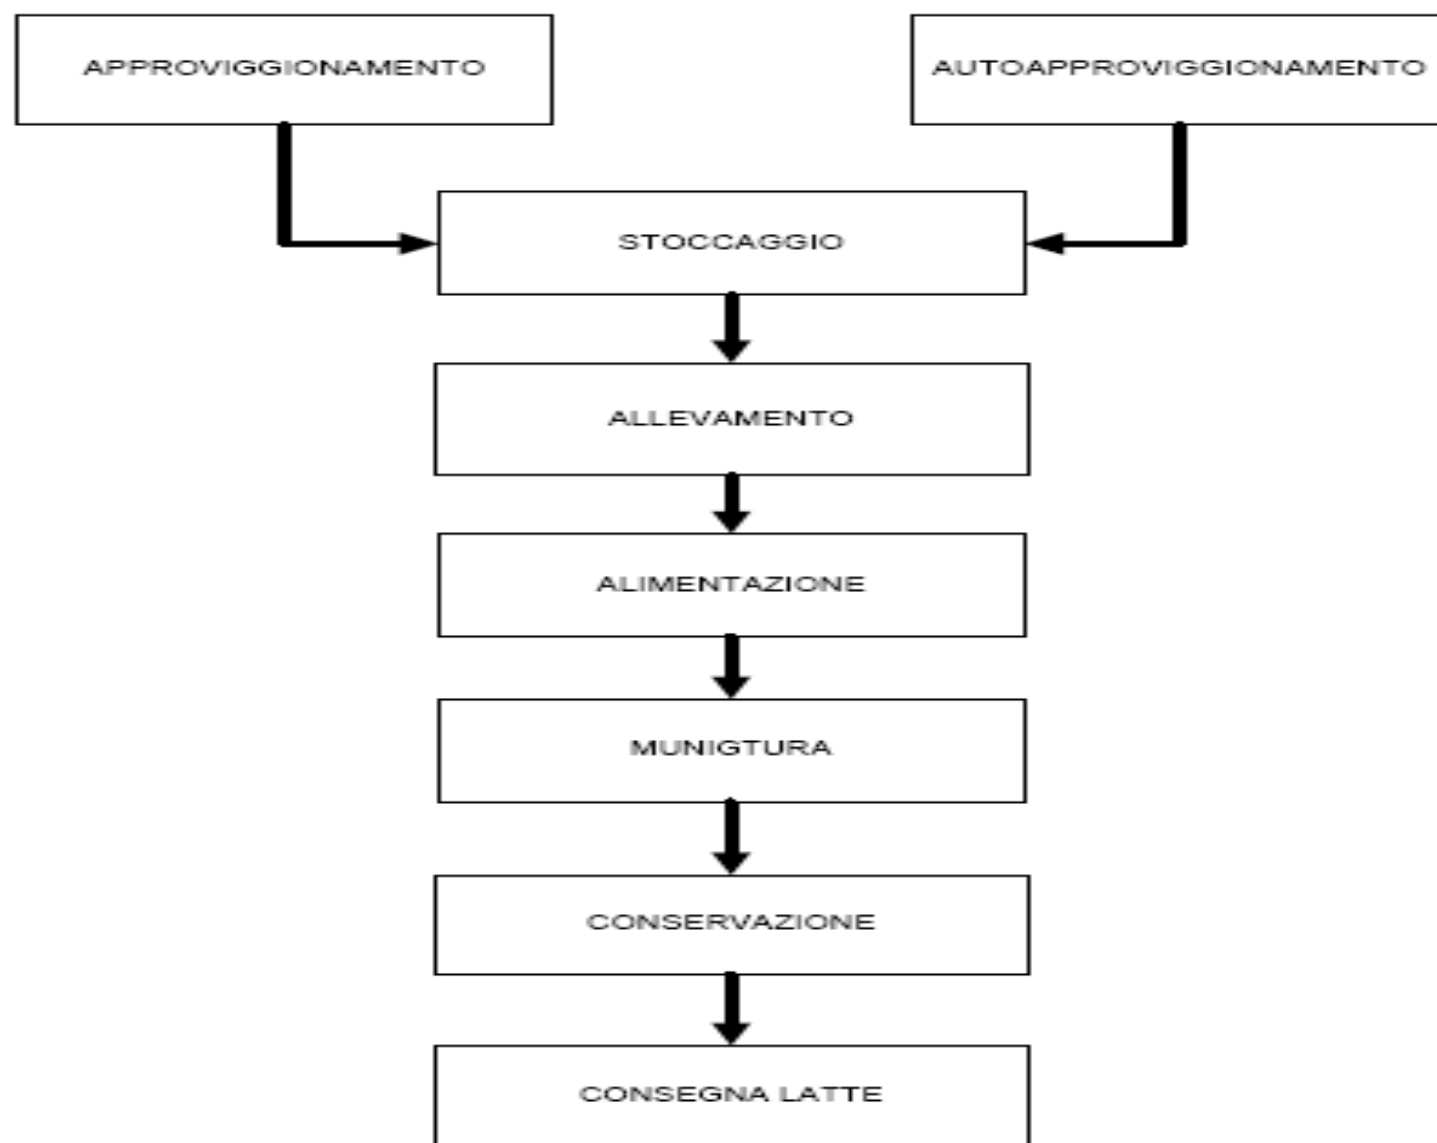 APPROVIGGIONAMENTO
AUTOAPPROVIGGIONAMENTO
STOCCAGGIO
ALLEVAMENTO
ALIMENTAZIONE
MUNIGTURA
CONSERVAZIONE
CONSEGNA LATTE